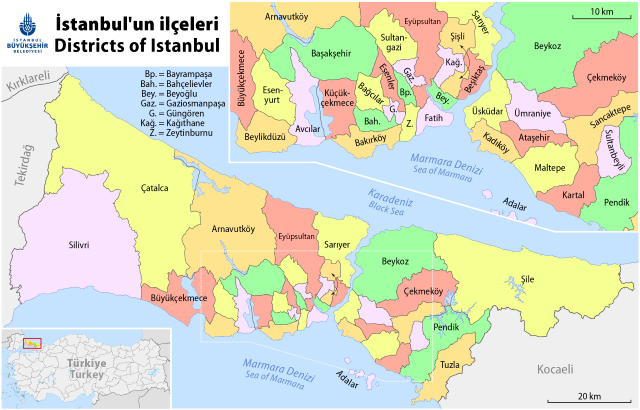 İSTANBUL
BÜYÜKŞEHİR
BELEDİYESİ
İstanbul'un ilçeleri
Districts of Istanbul
Bp. = Bayrampaşa
Bah. = Bahçelievler
Bey. = Beyoğlu
Gaz. = Gaziosmanpaşa
G. = Güngören
Kağ. = Kağıthane
Z. = Zeytinburnu
10 km
Arnavutköy
Eyüpsultan
Sarıyer
Sultan-
gazi
Şişli
Beykoz
Başakşehir
Büyükçekmece
Esenler
Gaz.
Kağ.
Beşiktaş
Çekmeköy
Esen-
yurt
Küçük-
çekmece
Bağcılar
Bp.
Bey.
G.
Üsküdar
Ümraniye
Sancaktepe
Beylikdüzü
Avcılar
Bah.
Z.
Fatih
Bakırköy
Kadıköy
Ataşehir
Sultanbeyli
Marmara Denizi
Sea of Marmara
Maltepe
Kartal
Pendik
Adalar
Kırklareli
Tekirdağ
Çatalca
Silivri
Arnavutköy
Eyüpsultan
Sarıyer
Karadeniz
Black Sea
Beykoz
Büyükçekmece
Çekmeköy
Şile
Pendik
Marmara Denizi
Sea of Marmara
Adalar
Tuzla
Kocaeli
Türkiye
Turkey
20 km